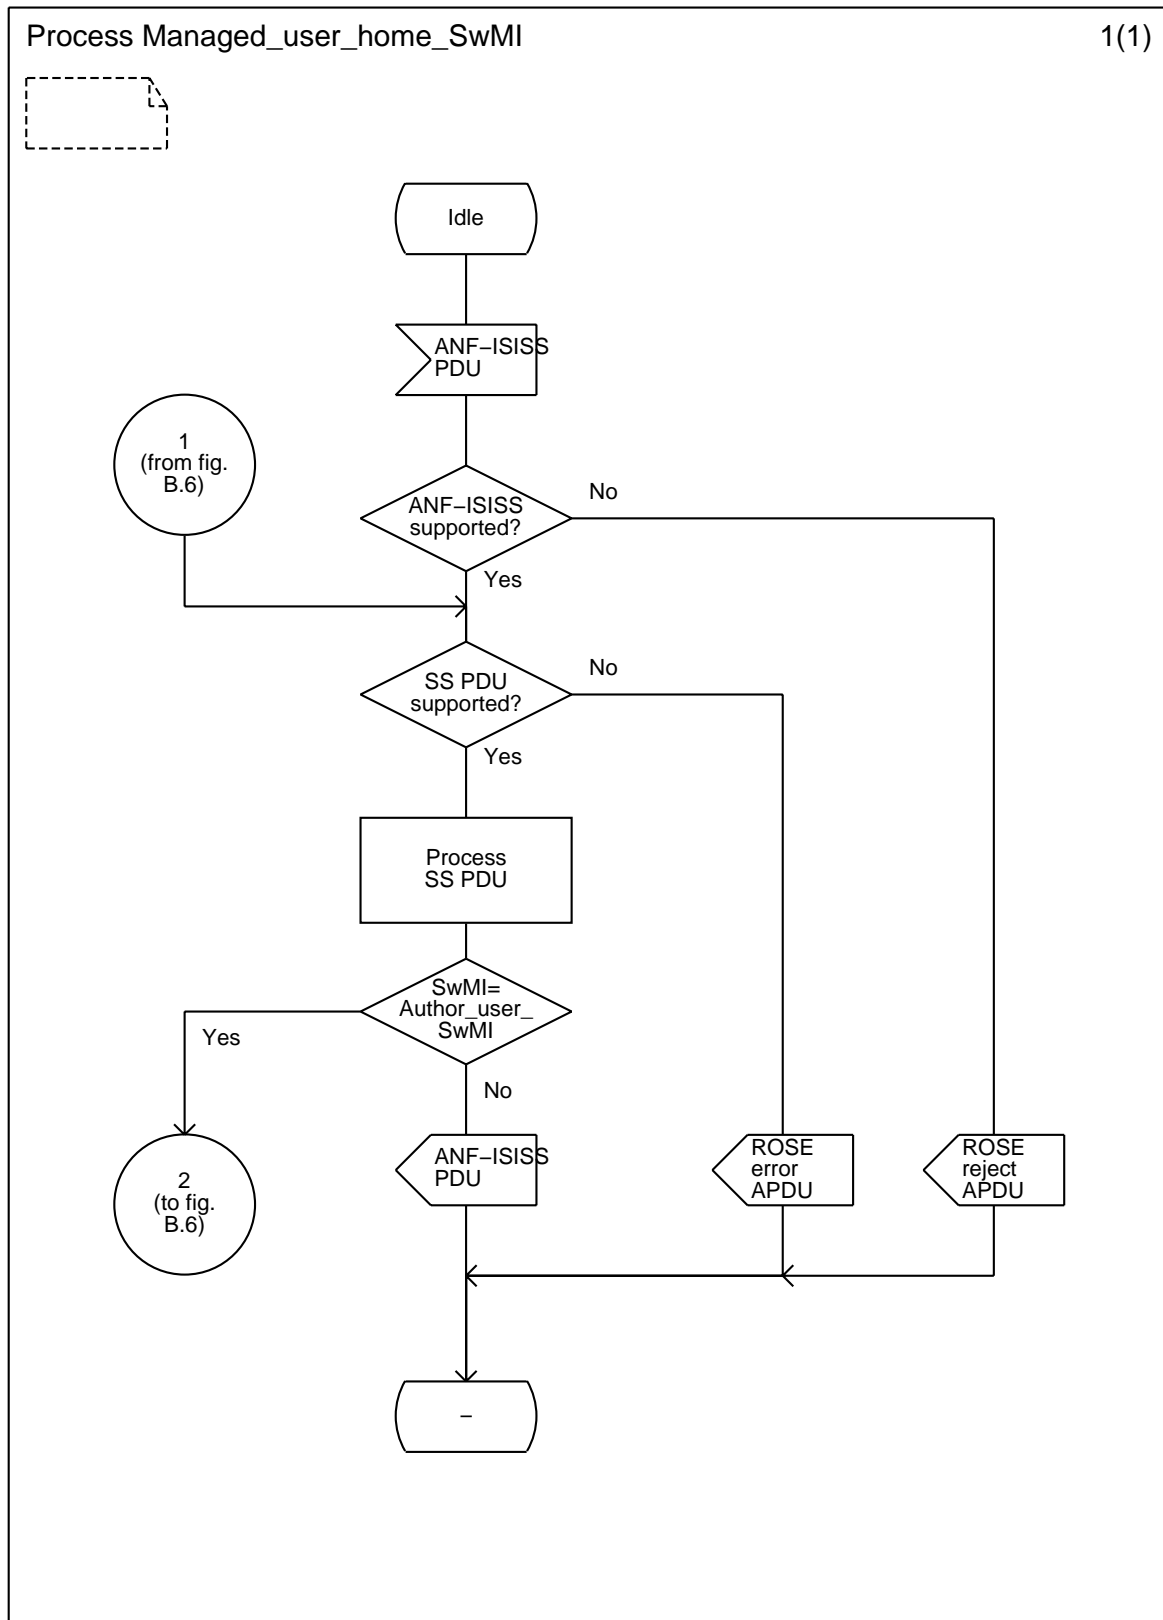 Process Managed_user_home_SwMI
1(1)
Idle
ANF−ISISS
PDU
1
(from fig.
B.6)
ANF−ISISS
supported?
No
Yes
SS PDU
supported?
No
Yes
Process
SS PDU
SwMI=
Author_user_
SwMI
Yes
No
2
(to fig.
B.6)
ANF−ISISS
PDU
ROSE
error
APDU
ROSE
reject
APDU
−